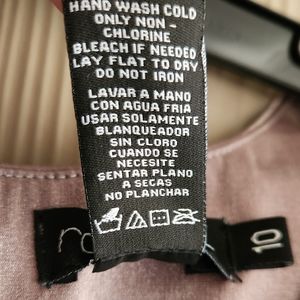 HAND WASH COLD
ONLY NON-
CHLORINE
BLEACH IF NEEDED
LAY FLAT TO DRY
DO NOT IRON
LAVAR A MANO
CON AGUA FRIA
USAR SOLAMENTE
BLANQUEADOR
SIN CLORO
CUANDO SE
NECESITE
SENTAR PLANO
A SECAS
NO PLANCHAR
10